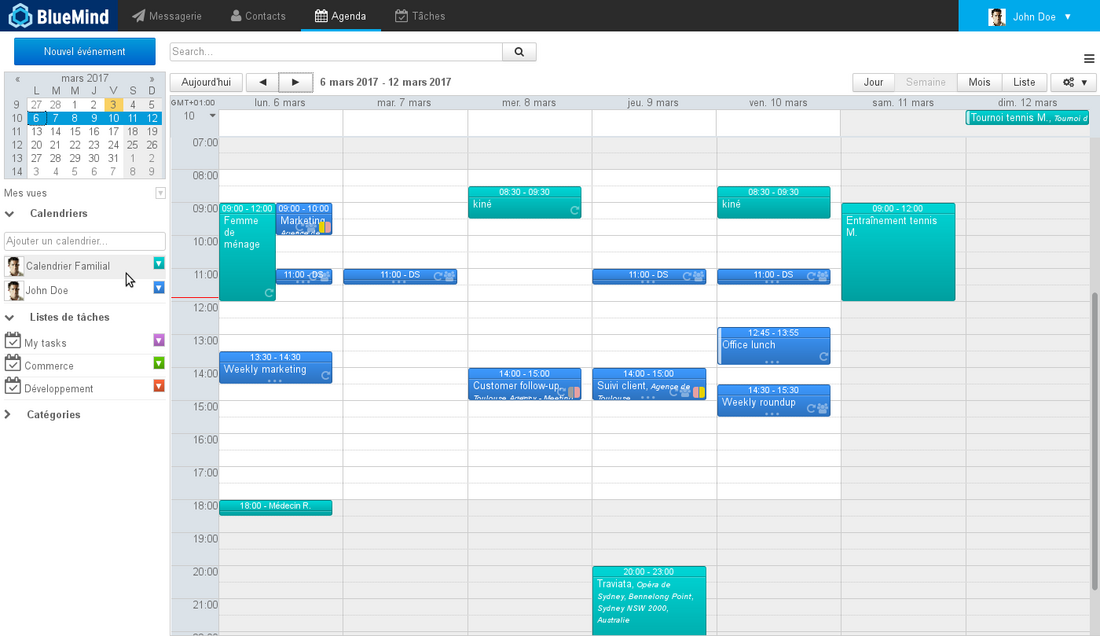 BlueMind
Messagerie
Contacts
Agenda
Tâches
John Doe
Nouvel événement
Search...
« mars 2017 »
L M M J V S D
9 27 28 1 2 3 4 5
10 6 7 8 9 10 11 12
11 13 14 15 16 17 18 19
12 20 21 22 23 24 25 26
13 27 28 29 30 31 1 2
14 3 4 5 6 7 8 9
Mes vues
Calendriers
Ajouter un calendrier...
Calendrier Familial
John Doe
Listes de tâches
My tasks
Commerce
Développement
Catégories
Aujourd'hui
6 mars 2017 - 12 mars 2017
Jour
Semaine
Mois
Liste
GMT+01:00
lun. 6 mars
mar. 7 mars
mer. 8 mars
jeu. 9 mars
ven. 10 mars
sam. 11 mars
dim. 12 mars
10
Tournoi tennis M., Tournoi d
07:00
08:00
09:00
10:00
11:00
12:00
13:00
14:00
15:00
16:00
17:00
18:00
19:00
20:00
21:00
09:00 - 12:00
Femme
de
ménage
09:00 - 10:00
Marketing,
Agence de
11:00 - DS
13:30 - 14:30
Weekly marketing
18:00 - Médecin R.
11:00 - DS
08:30 - 09:30
kiné
14:00 - 15:00
Customer follow-up,
Toulouse Agency - Meeting
11:00 - DS
14:00 - 15:00
Suivi client, Agence de
Toulouse
20:00 - 23:00
Traviata, Opéra de
Sydney, Bennelong Point,
Sydney NSW 2000,
Australie
08:30 - 09:30
kiné
11:00 - DS
12:45 - 13:55
Office lunch
14:30 - 15:30
Weekly roundup
09:00 - 12:00
Entraînement tennis
M.